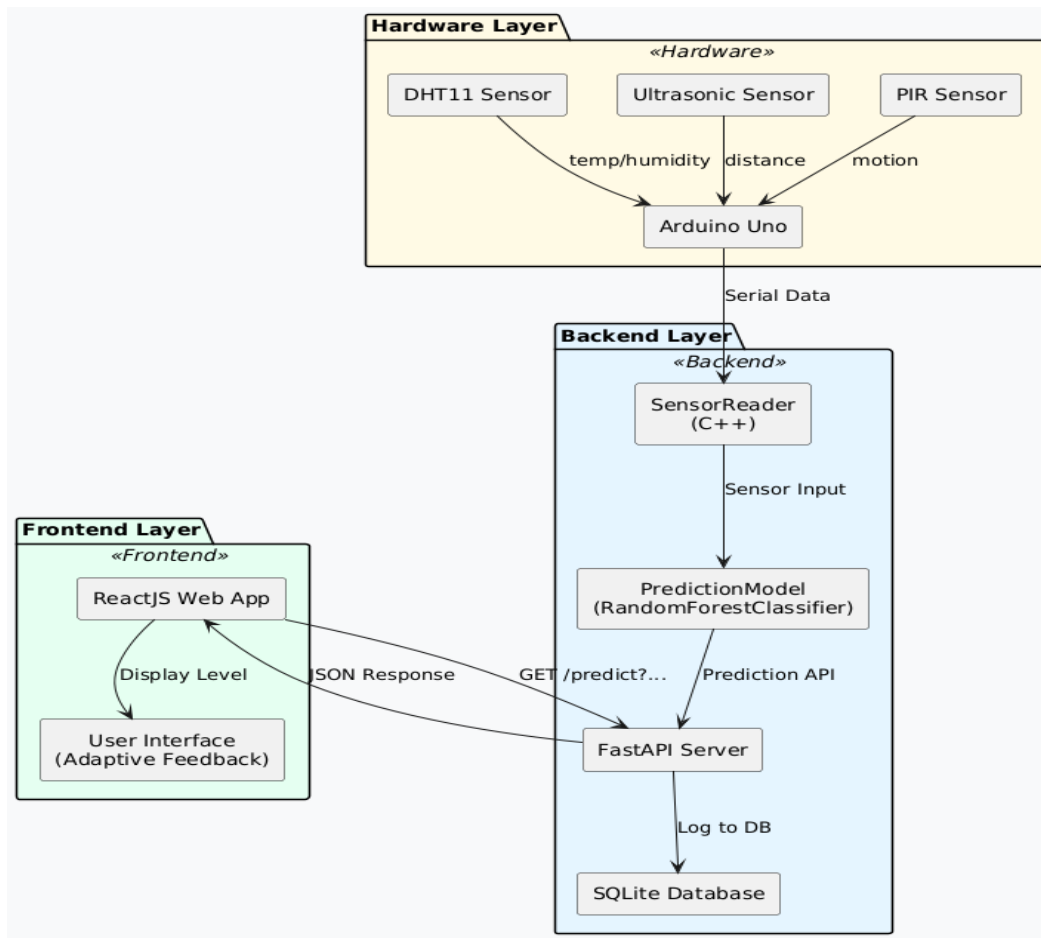 Hardware Layer
«Hardware»
DHT11 Sensor
Ultrasonic Sensor
PIR Sensor
temp/humidity
distance
motion
Arduino Uno
Serial Data
Backend Layer
«Backend»
SensorReader
(C++)
Sensor Input
Frontend Layer
«Frontend»
ReactJS Web App
PredictionModel
(RandomForestClassifier)
Display Level
JSON Response
GET /predict?...
Prediction API
User Interface
(Adaptive Feedback)
FastAPI Server
Log to DB
SQLite Database